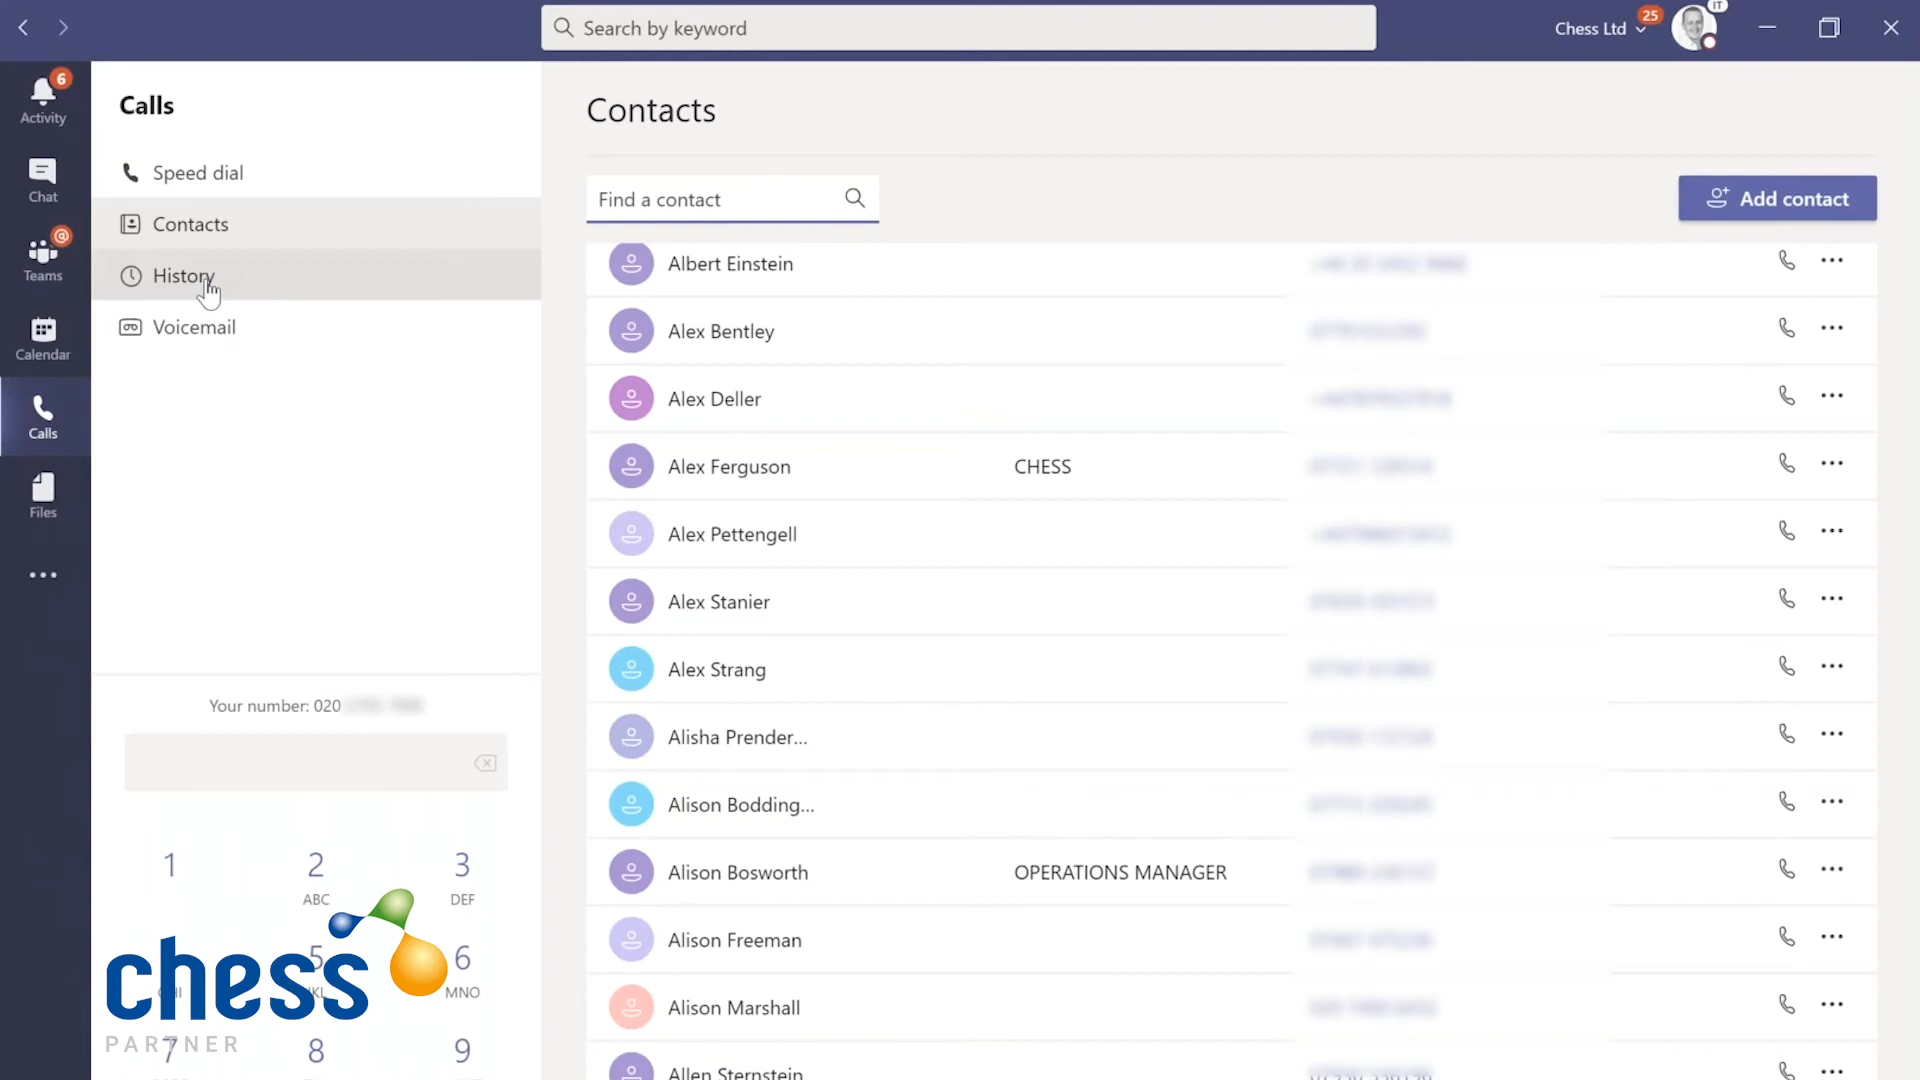 Search by keyword
Chess Ltd
25
IT
6
Activity
Chat
@
Teams
Calendar
Calls
Files
Calls
Speed dial
Contacts
History
Voicemail
Your number: 020
1
2
ABC
3
DEF
5
6
MNO
7
8
9
chess
PARTNER
Contacts
Find a contact
Add contact
Albert Einstein
Alex Bentley
Alex Deller
Alex Ferguson CHESS
Alex Pettengell
Alex Stanier
Alex Strang
Alisha Prender...
Alison Bodding...
Alison Bosworth OPERATIONS MANAGER
Alison Freeman
Alison Marshall
Allen Sternstein